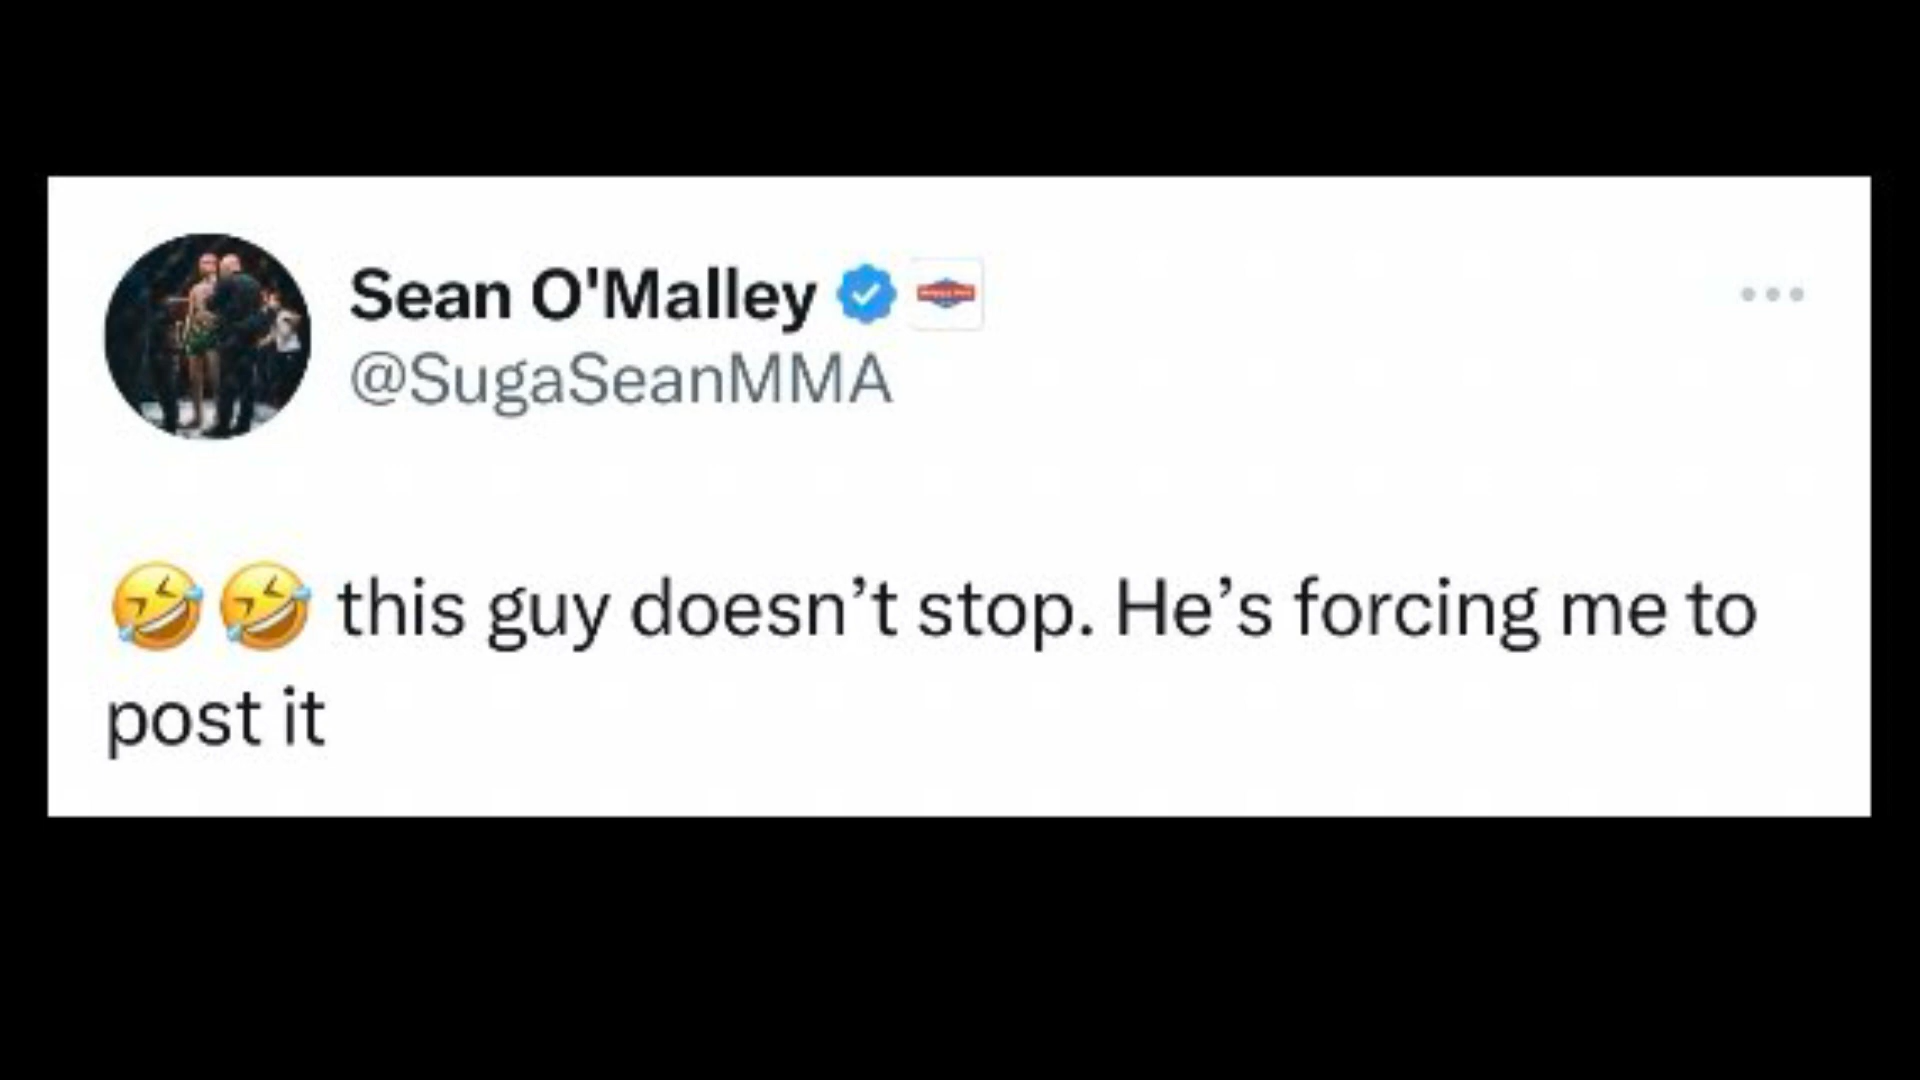 Sean O'Malley
@SugaSeanMMA
🤣🤣 this guy doesn’t stop. He’s forcing me to
post it